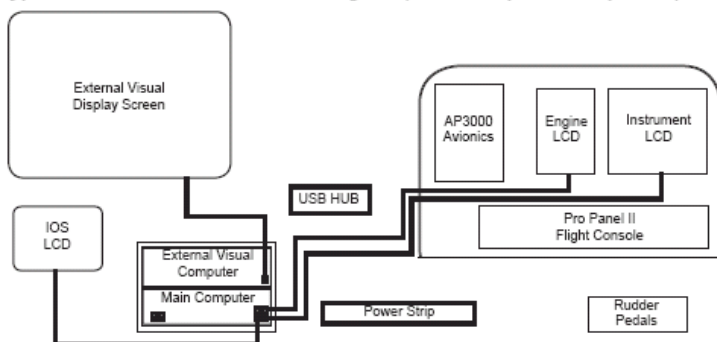 External Visual
Display Screen
AP3000
Avionics
Engine
LCD
Instrument
LCD
USB HUB
IOS
LCD
Pro Panel II
Flight Console
External Visual
Computer
Main Computer
Power Strip
Rudder
Pedals